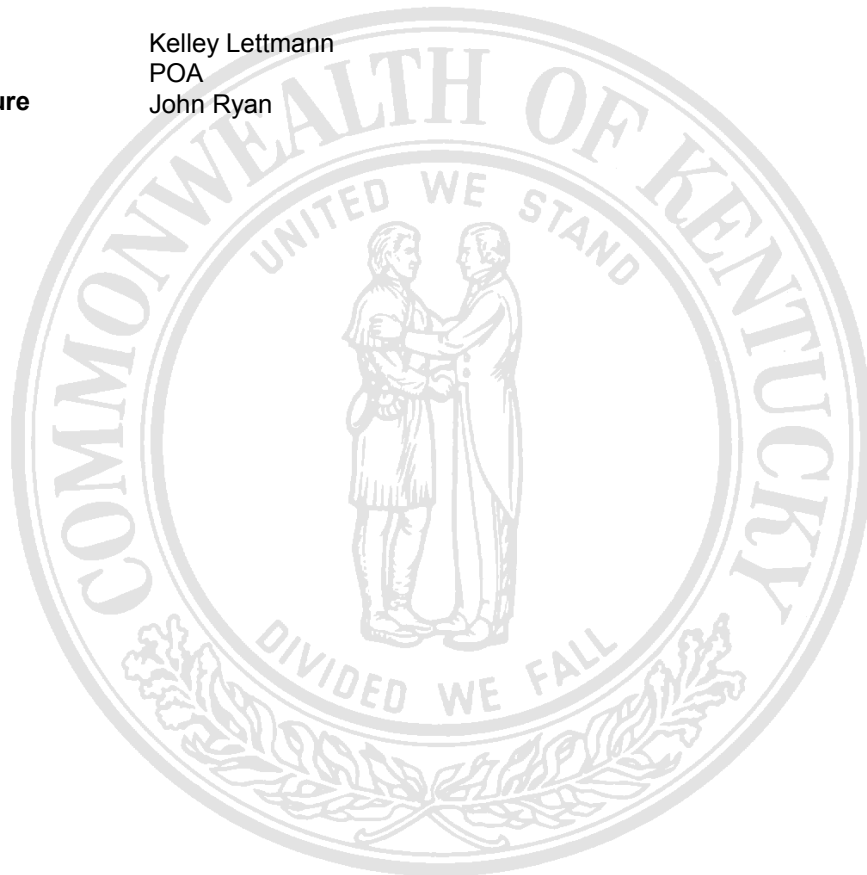 Kelley Lettmann
POA
ure John Ryan
COMMONWEALTH OF KENTUCKY
UNITED WE STAND
DIVIDED WE FALL